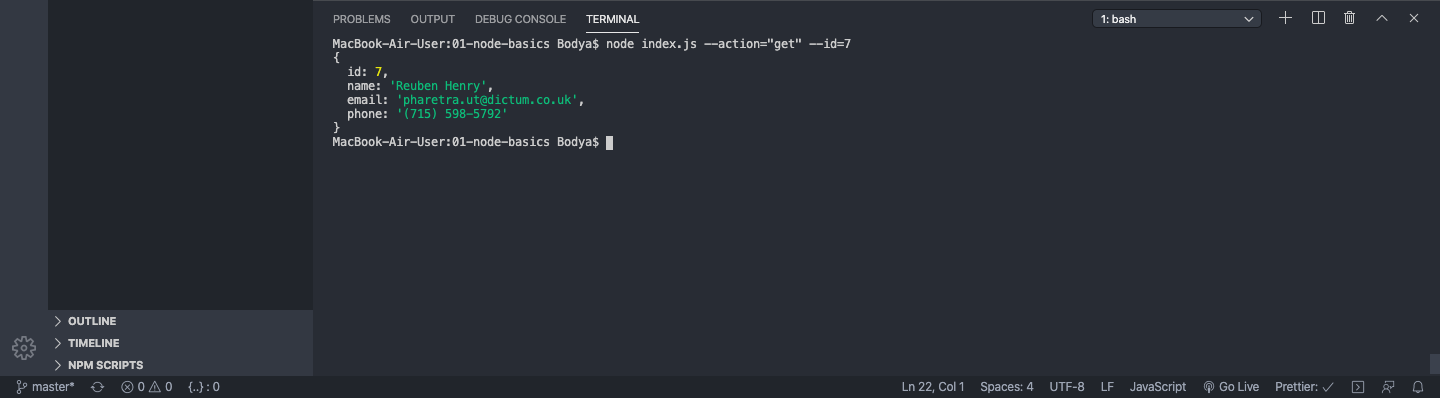 PROBLEMS OUTPUT DEBUG CONSOLE TERMINAL 1: bash
MacBook-Air-User:01-node-basics Bodya$ node index.js --action="get" --id=7
{
  id: 7,
  name: 'Reuben Henry',
  email: 'pharetra.ut@dictum.co.uk',
  phone: '(715) 598-5792'
}
MacBook-Air-User:01-node-basics Bodya$
OUTLINE
TIMELINE
NPM SCRIPTS
master* 0 0 {..} : 0 Ln 22, Col 1 Spaces: 4 UTF-8 LF JavaScript Go Live Prettier: ✓